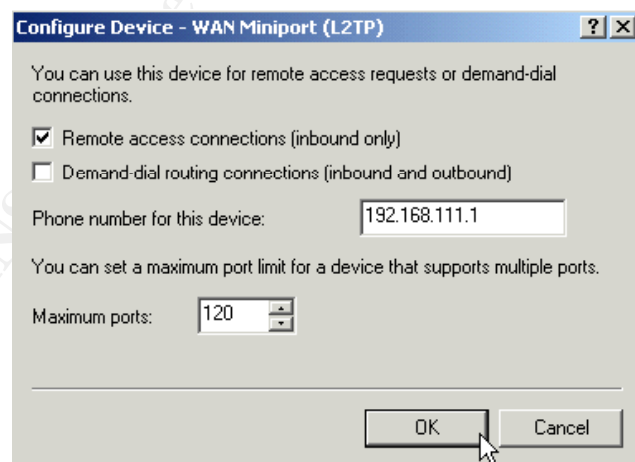 Configure Device - WAN Miniport (L2TP)
You can use this device for remote access requests or demand-dial
connections.
Remote access connections (inbound only)
Demand-dial routing connections (inbound and outbound)
Phone number for this device: 192.168.111.1
You can set a maximum port limit for a device that supports multiple ports.
Maximum ports: 120
OK Cancel